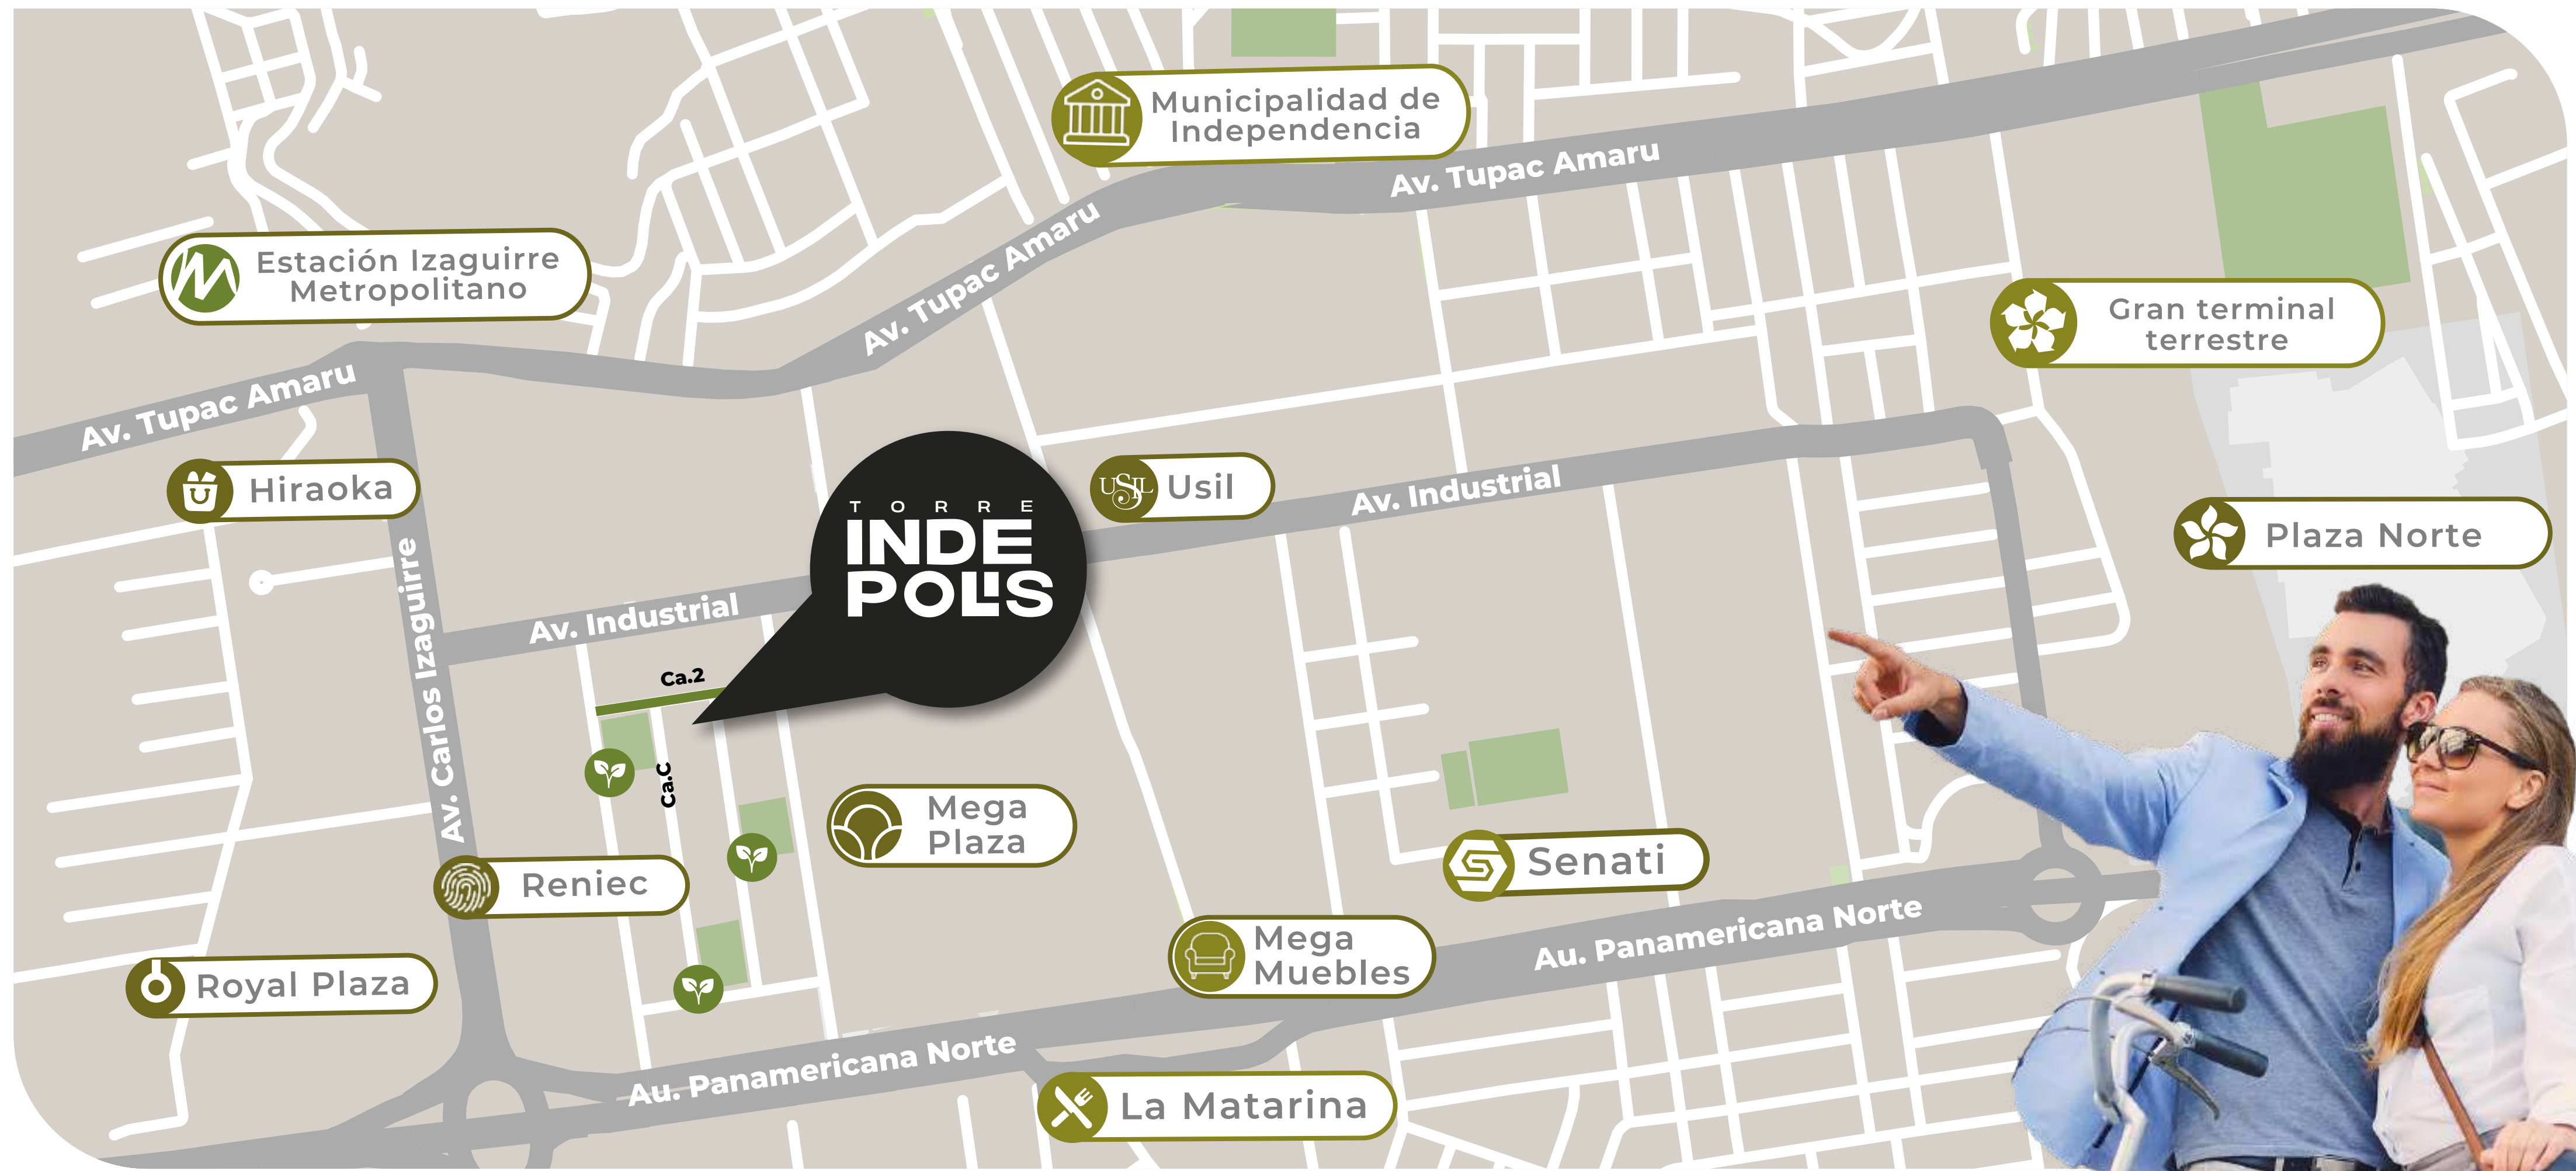 Municipalidad de
Independencia
Av. Tupac Amaru
Av. Tupac Amaru
Estación Izaguirre
Metropolitano
Gran terminal
terrestre
Av. Tupac Amaru
Hiraoka
TORRE
INDE
POLIS
USIL
Usil
Av. Industrial
Plaza Norte
Av. Carlos Izaguirre
Av. Industrial
Ca.2
Ca.C
Mega
Plaza
Reniec
Senati
Royal Plaza
Mega
Muebles
Au. Panamericana Norte
Au. Panamericana Norte
La Matarina